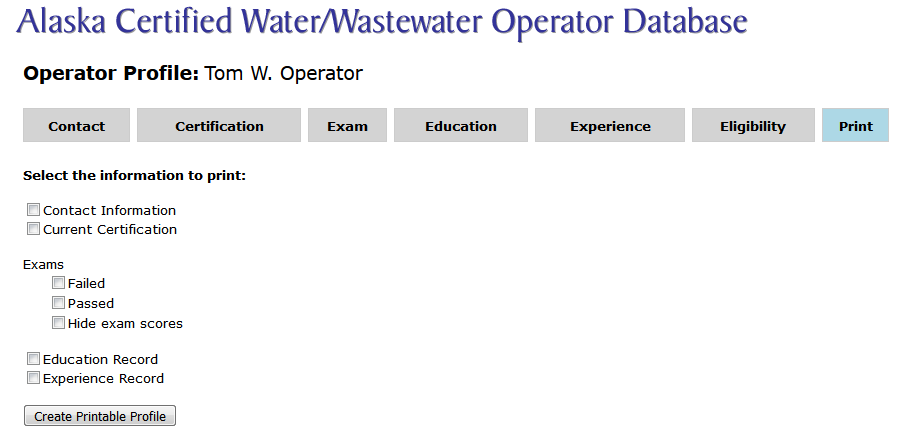 Alaska Certified Water/Wastewater Operator Database
Operator Profile: Tom W. Operator
Contact Certification Exam Education Experience Eligibility Print
Select the information to print:
Contact Information
Current Certification
Exams
Failed
Passed
Hide exam scores
Education Record
Experience Record
Create Printable Profile